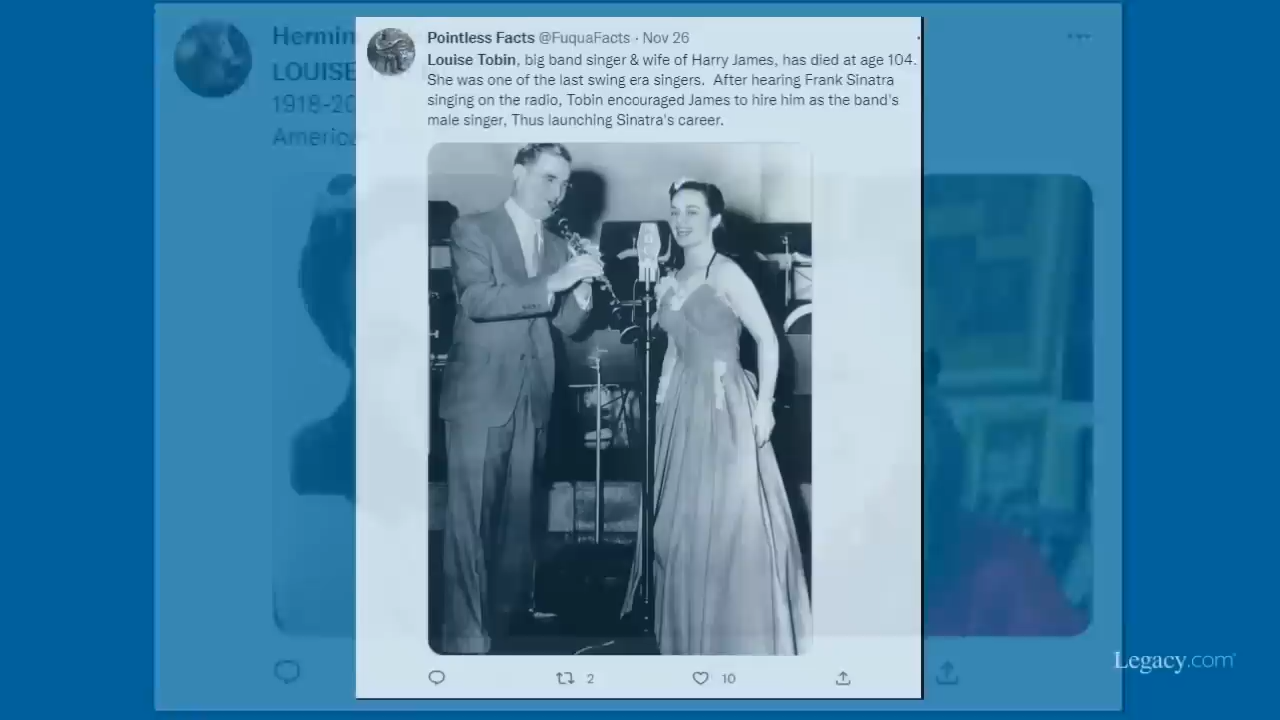 Pointless Facts @FuquaFacts · Nov 26
Louise Tobin, big band singer & wife of Harry James, has died at age 104.
She was one of the last swing era singers. After hearing Frank Sinatra
singing on the radio, Tobin encouraged James to hire him as the band's
male singer, Thus launching Sinatra's career.
2
10
Hermin
LOUISE
1918-20
America
Legacy.com